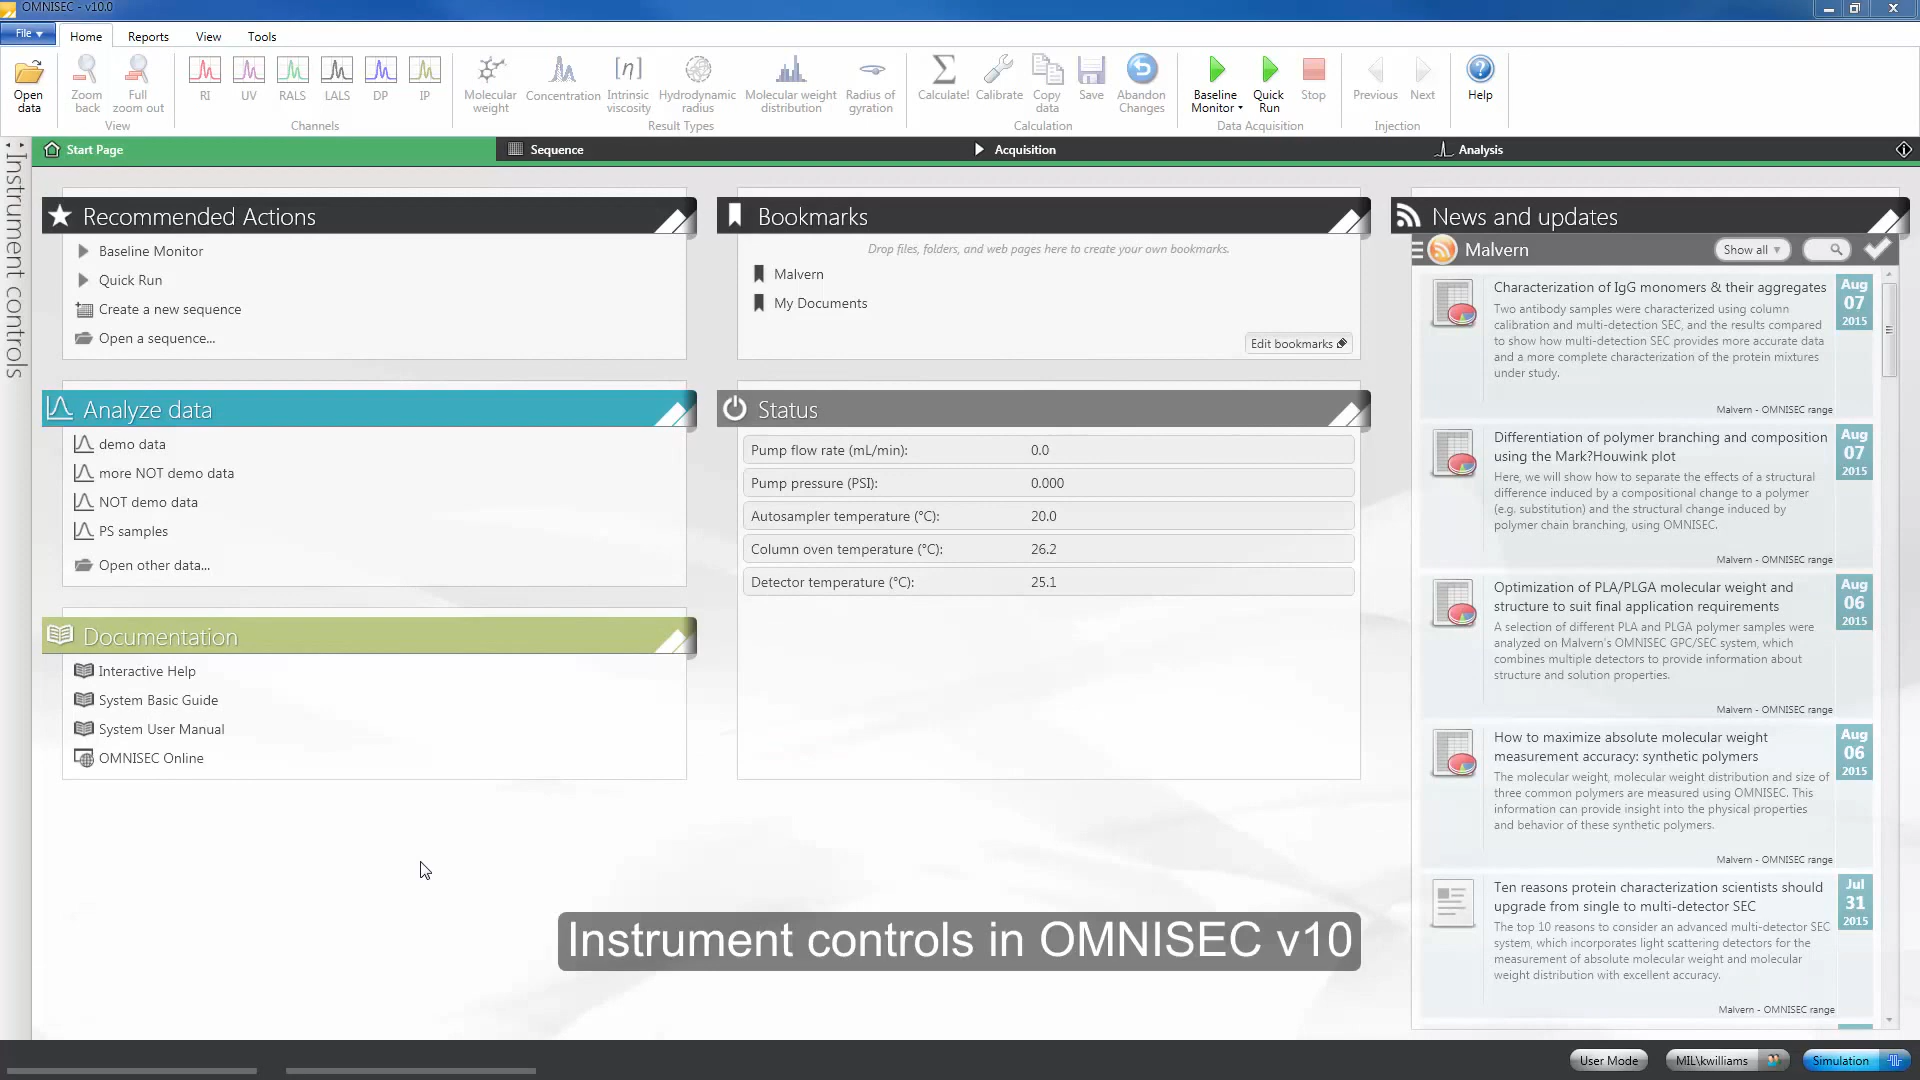 OMNISEC - v10.0
File
Home
Reports
View
Tools
Open data
Zoom back
Full zoom out
View
RI
UV
RALS
LALS
DP
IP
Channels
Molecular weight
Concentration
[η]
Intrinsic viscosity
Hydrodynamic radius
Molecular weight distribution
Radius of gyration
Result Types
Σ
Calculate!
Calibrate
Copy data
Save
Abandon Changes
Calculation
Baseline Monitor
Quick Run
Stop
Data Acquisition
Previous
Next
Injection
?
Help
Instrument controls
Start Page
Sequence
Acquisition
Analysis
Recommended Actions
Baseline Monitor
Quick Run
Create a new sequence
Open a sequence...
Analyze data
demo data
more NOT demo data
NOT demo data
PS samples
Open other data...
Documentation
Interactive Help
System Basic Guide
System User Manual
OMNISEC Online
Bookmarks
Drop files, folders, and web pages here to create your own bookmarks.
Malvern
My Documents
Edit bookmarks
Status
Pump flow rate (mL/min): 0.0
Pump pressure (PSI): 0.000
Autosampler temperature (°C): 20.0
Column oven temperature (°C): 26.2
Detector temperature (°C): 25.1
News and updates
Malvern
Show all
Characterization of IgG monomers & their aggregates
Two antibody samples were characterized using column
calibration and multi-detection SEC, and the results compared
to show how multi-detection SEC provides more accurate data
and a more complete characterization of the protein mixtures
under study.
Malvern - OMNISEC range
Aug
07
2015
Differentiation of polymer branching and composition
using the Mark?Houwink plot
Here, we will show how to separate the effects of a structural
difference induced by a compositional change to a polymer
(e.g. substitution) and the structural change induced by
polymer chain branching, using OMNISEC.
Malvern - OMNISEC range
Aug
07
2015
Optimization of PLA/PLGA molecular weight and
structure to suit final application requirements
A selection of different PLA and PLGA polymer samples were
analyzed on Malvern's OMNISEC GPC/SEC system, which
combines multiple detectors to provide information about
structure and solution properties.
Malvern - OMNISEC range
Aug
06
2015
How to maximize absolute molecular weight
measurement accuracy: synthetic polymers
The molecular weight, molecular weight distribution and size of
three common polymers are measured using OMNISEC. This
information can provide insight into the physical properties
and behavior of these synthetic polymers.
Malvern - OMNISEC range
Aug
06
2015
Ten reasons protein characterization scientists should
upgrade from single to multi-detector SEC
The top 10 reasons to consider an advanced multi-detector SEC
system, which incorporates light scattering detectors for the
measurement of absolute molecular weight and molecular
weight distribution with excellent accuracy.
Malvern - OMNISEC range
Jul
31
2015
Instrument controls in OMNISEC v10
User Mode
MIL\kwilliams
Simulation